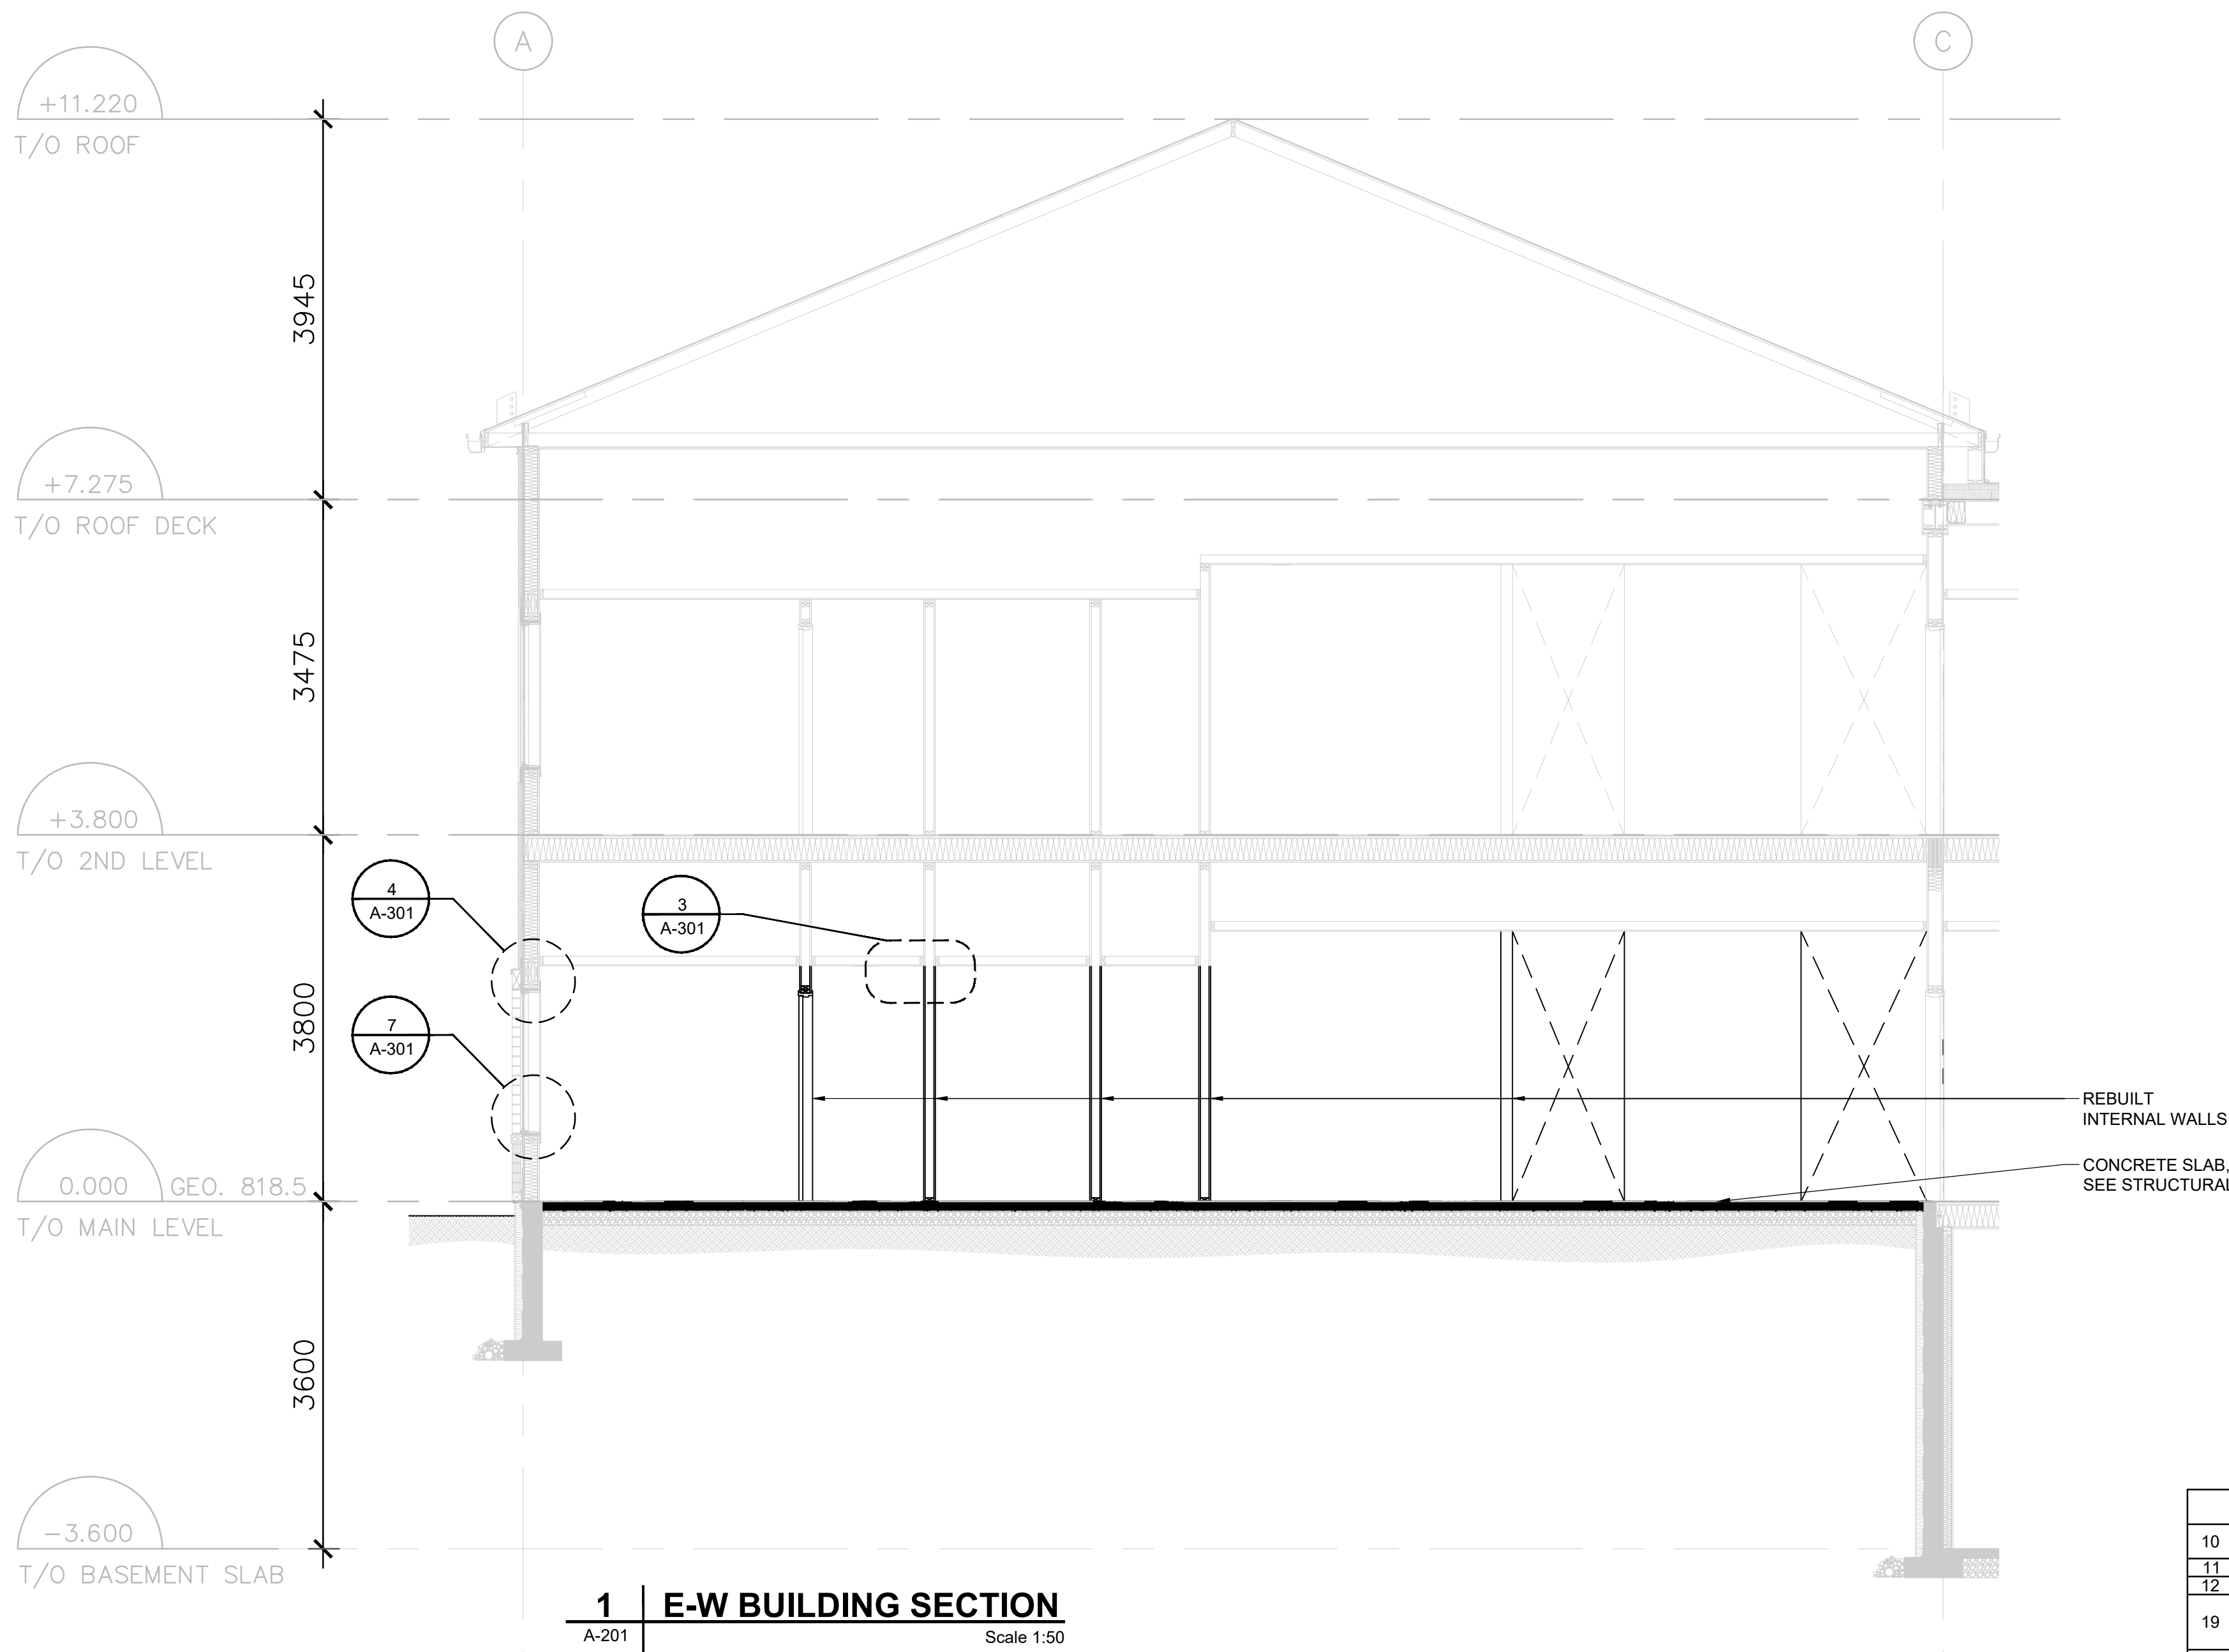 A
C
+11.220
T/O ROOF
3945
+7.275
T/O ROOF DECK
3475
+3.800
T/O 2ND LEVEL
4
A-301
3
A-301
3800
7
A-301
REBUILT
INTERNAL WALLS
CONCRETE SLAB,
SEE STRUCTURAL
0.000
GEO. 818.5
T/O MAIN LEVEL
3600
-3.600
T/O BASEMENT SLAB
10
11
12
19
1
E-W BUILDING SECTION
A-201
Scale 1:50